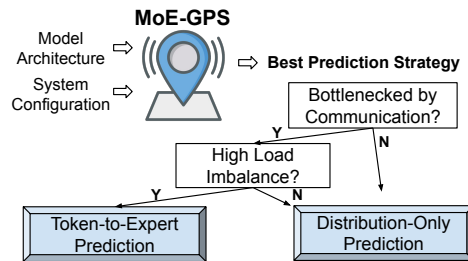 MoE-GPS
Model
Architecture
System
Configuration
Best Prediction Strategy
Bottlenecked by
Communication?
Y
N
High Load
Imbalance?
Y
N
Token-to-Expert
Prediction
Distribution-Only
Prediction